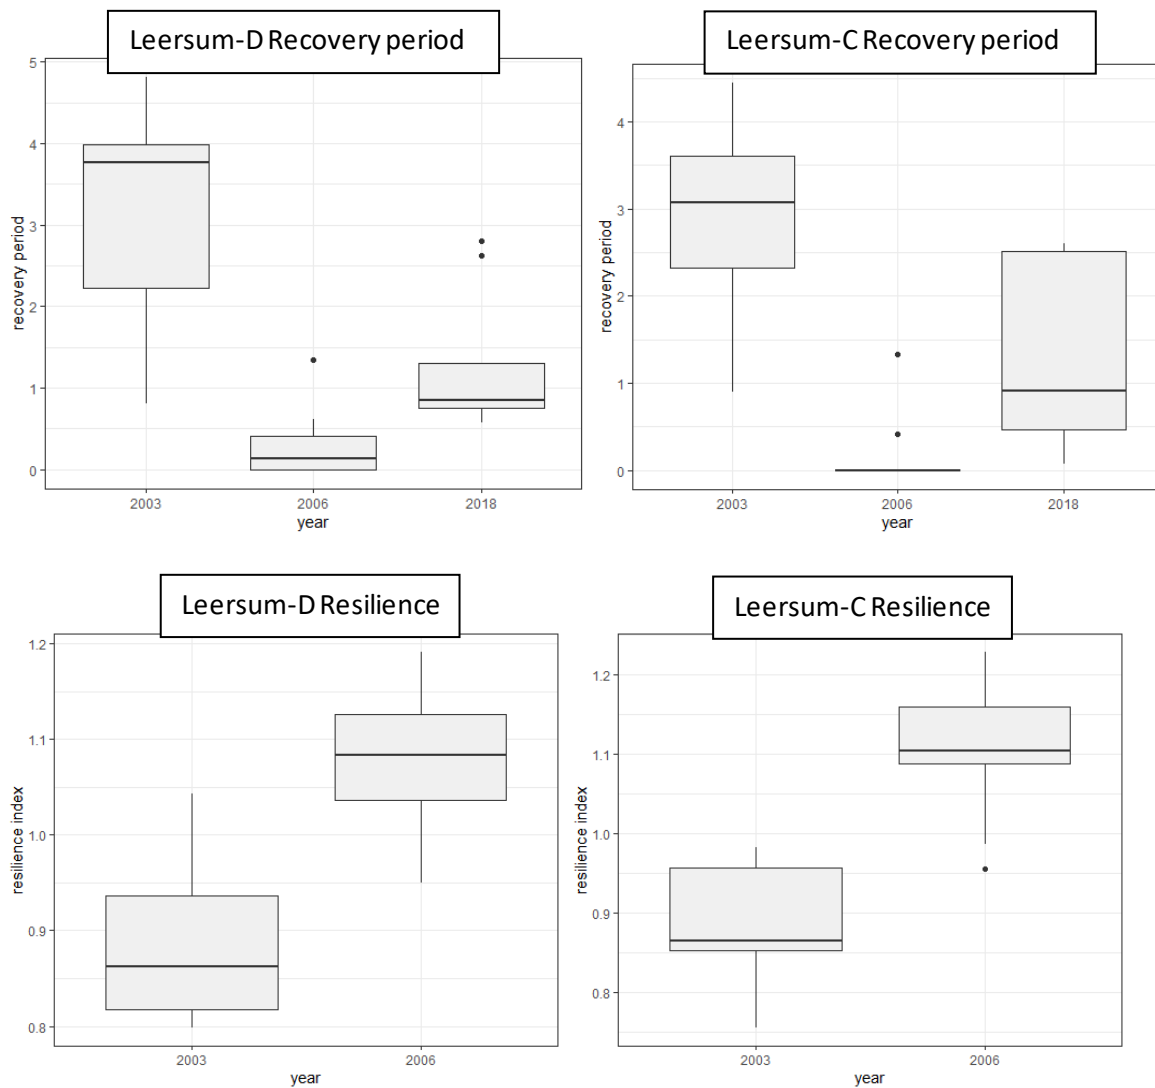 Leersum-D Recovery period
5
4
3
2
1
0
recovery period
2003
2006
2018
year
Leersum-C Recovery period
4
3
2
1
0
recovery period
2003
2006
2018
year
Leersum-D Resilience
1.2
1.1
1.0
0.9
0.8
resilience index
2003
2006
year
Leersum-C Resilience
1.2
1.1
1.0
0.9
0.8
resilience index
2003
2006
year